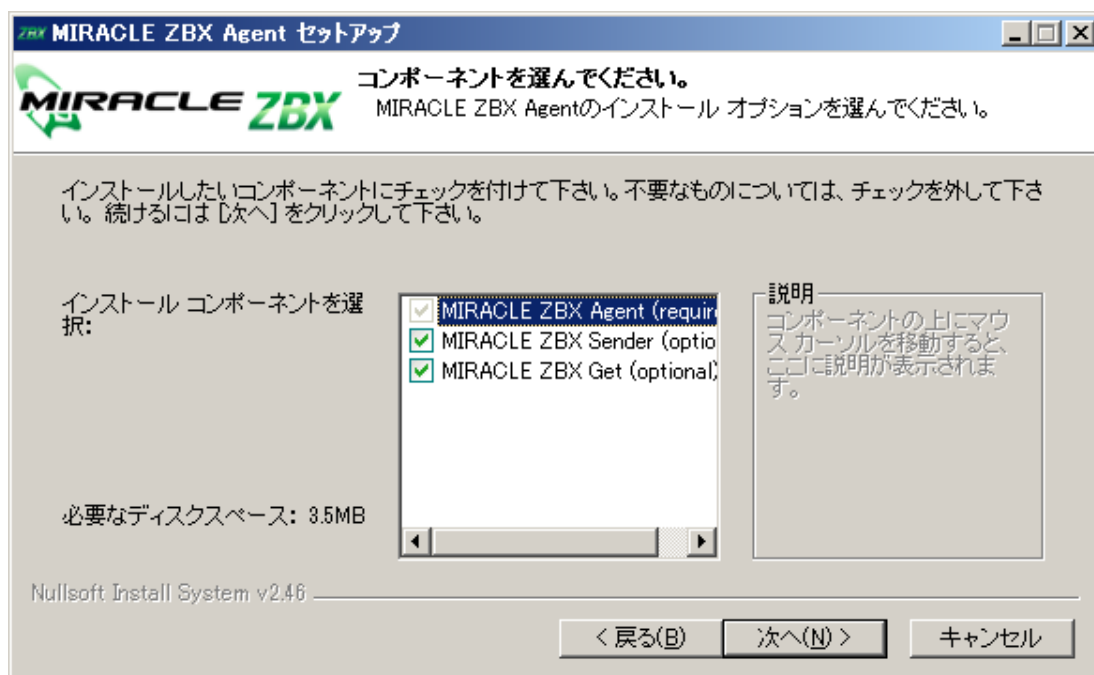 ZBX MIRACLE ZBX Agent セットアップ
MIRACLE ZBX
コンポーネントを選んでください。
MIRACLE ZBX Agentのインストール オプションを選んでください。
インストールしたいコンポーネントにチェックを付けて下さい。不要なものについては、チェックを外して下さ
い。続けるには [次へ] をクリックして下さい。
インストール コンポーネントを選
択:
MIRACLE ZBX Agent (requir
MIRACLE ZBX Sender (optio
MIRACLE ZBX Get (optional)
説明
コンポーネントの上にマウ
ス カーソルを移動すると、
ここに説明が表示されま
す。
必要なディスクスペース: 3.5MB
Nullsoft Install System v2.46
< 戻る(B)
次へ(N) >
キャンセル